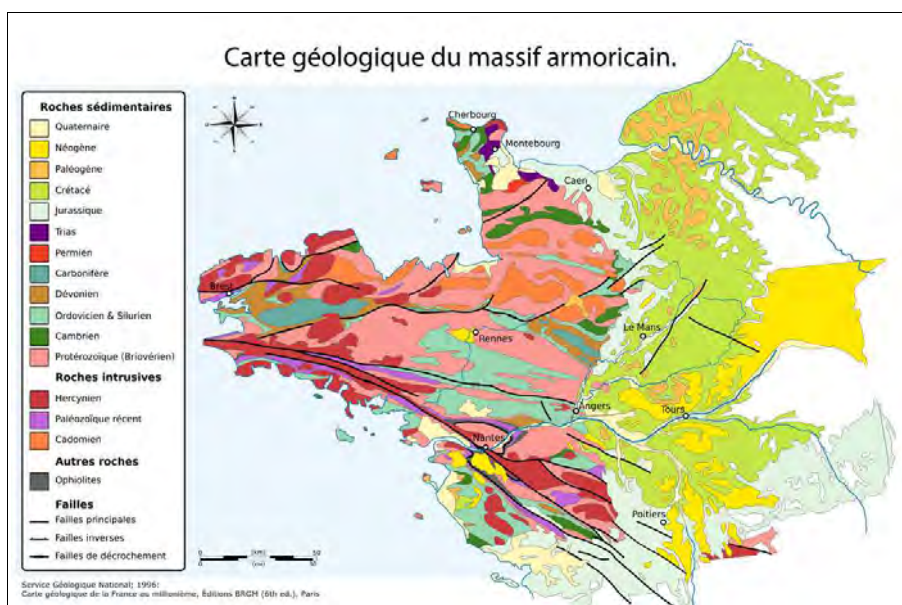 Carte géologique du massif armoricain.
Roches sédimentaires
Quaternaire
Néogène
Paléogène
Crétacé
Jurassique
Trias
Permien
Carbonifère
Dévonien
Ordovicien & Silurien
Cambrien
Protérozoïque (Briovérien)
Roches intrusives
Hercynien
Paléozoïque récent
Cadomien
Autres roches
Ophiolites
Failles
Failles principales
Failles inverses
Failles de décrochement
Cherbourg
Montebourg
Caen
Brest
Rennes
Le Mans
Angers
Tours
Nantes
Poitiers
50
(km)
50
Service Géologique National; 1996:
Carte géologique de la France au millionième, Éditions BRGM (6th ed.), Paris